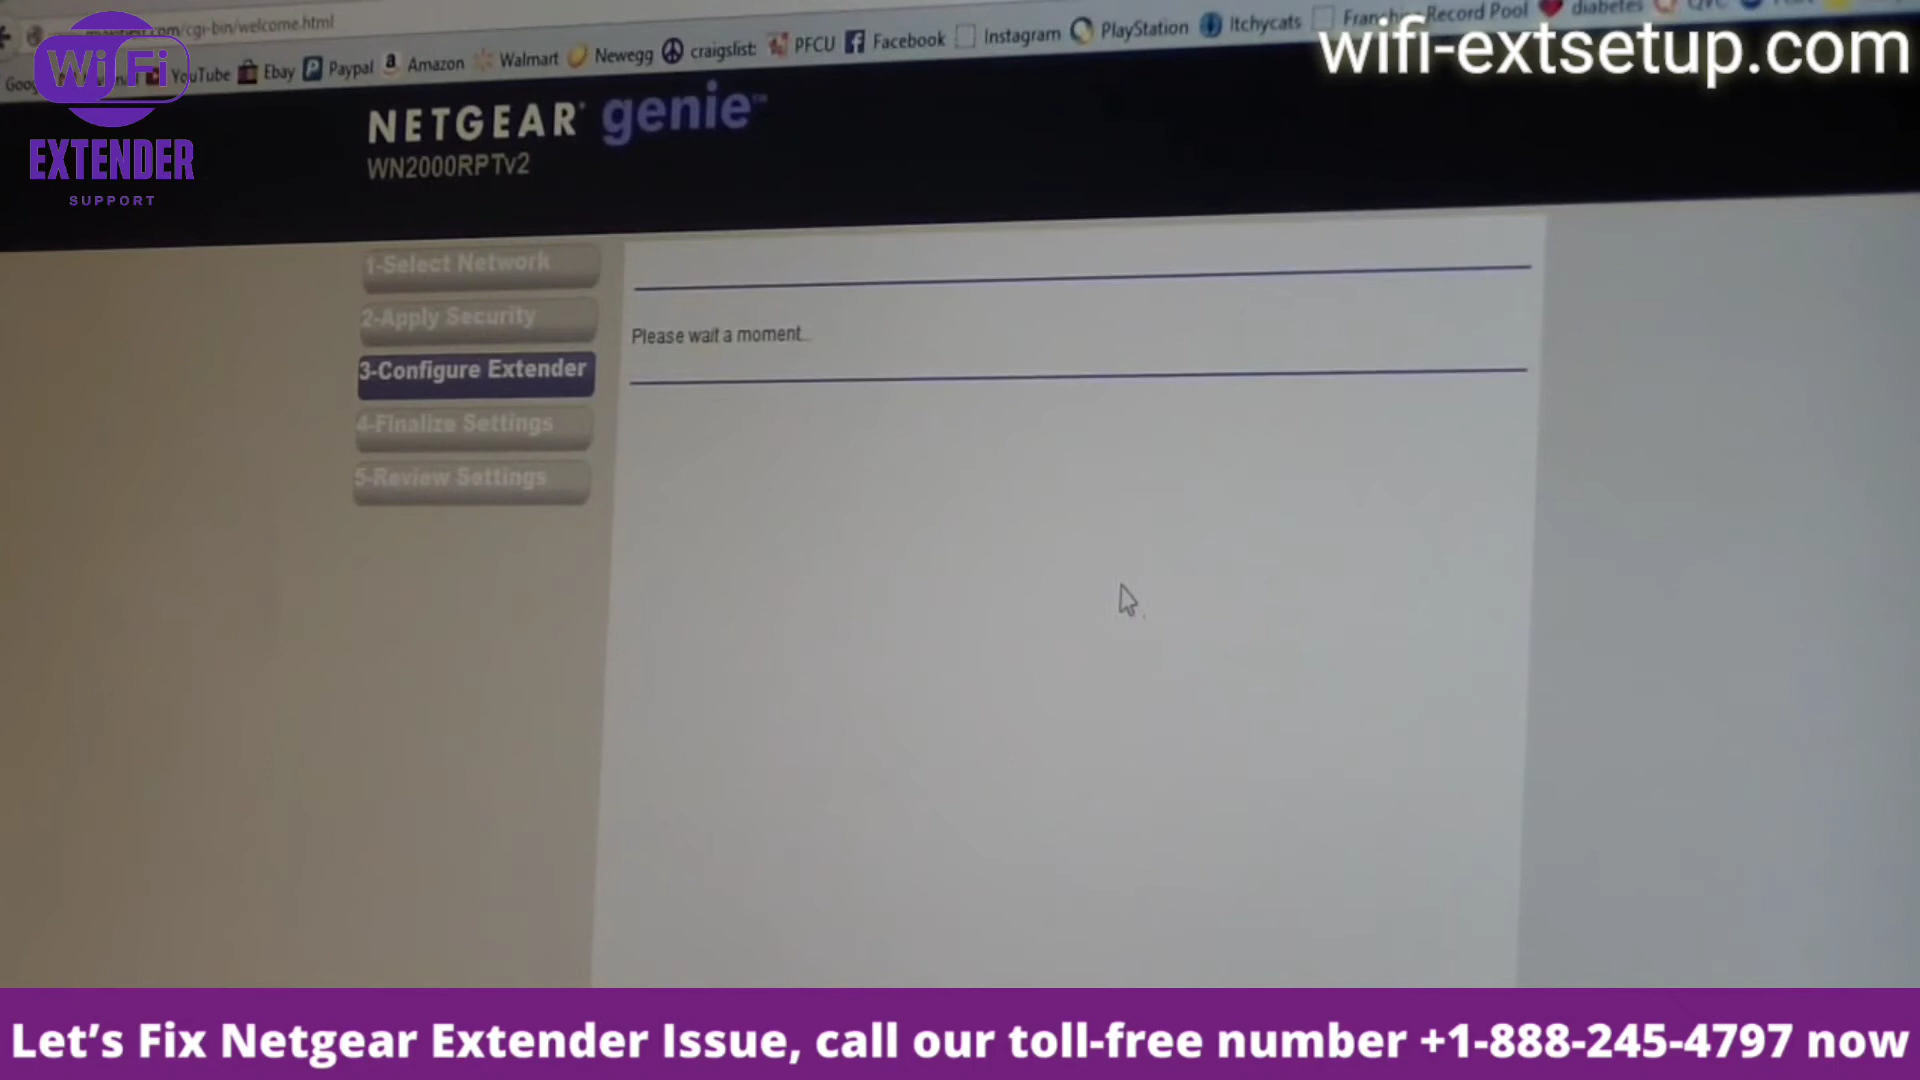 /cgi-bin/welcome.html
YouTube Ebay Paypal Amazon Walmart Newegg craigslist PFCU Facebook Instagram PlayStation Itchycats Record Pool diabetes
wifi-extsetup.com
WiFi
EXTENDER
SUPPORT
NETGEAR® genie™
WN2000RPTv2
1-Select Network
2-Apply Security
3-Configure Extender
4-Finalize Settings
5-Review Settings
Please wait a moment...
Let’s Fix Netgear Extender Issue, call our toll-free number +1-888-245-4797 now